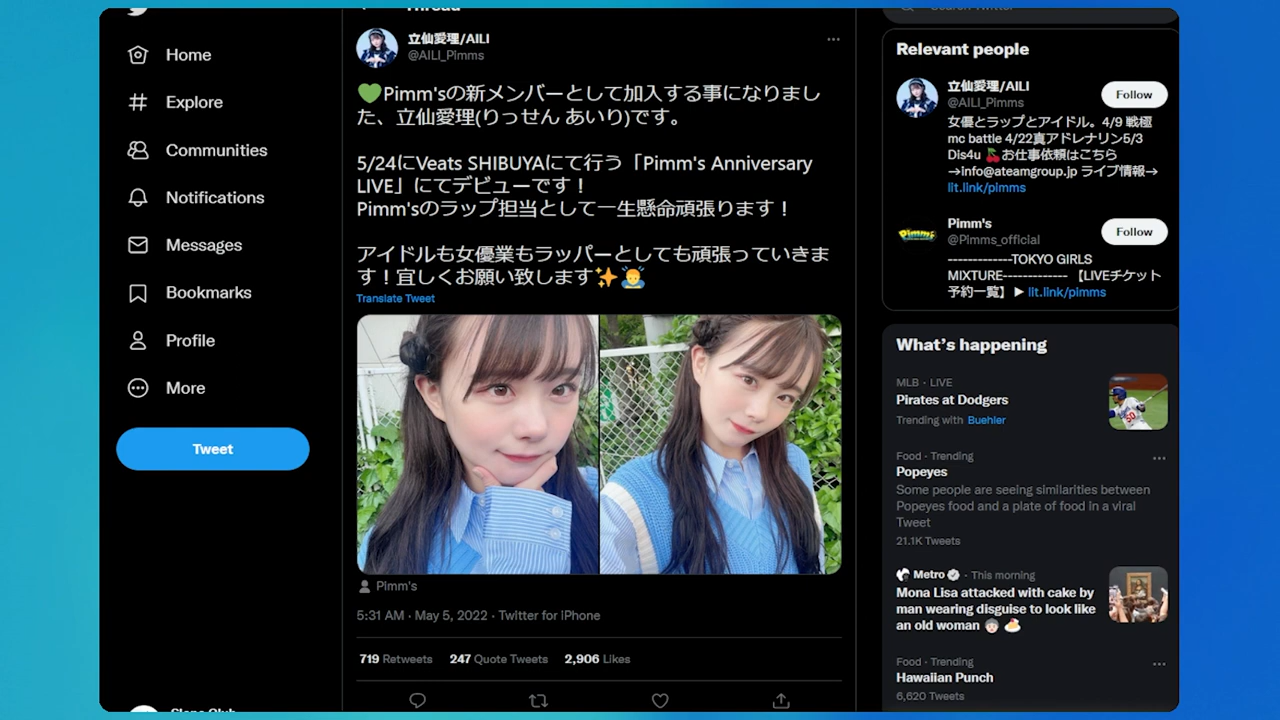 Home
Explore
Communities
Notifications
Messages
Bookmarks
Profile
More
Tweet
Thread
立仙愛理/AILI
@AILI_Pimms
💚Pimm'sの新メンバーとして加入する事になりまし
た、立仙愛理(りっせん あいり)です。
5/24にVeats SHIBUYAにて行う「Pimm's Anniversary
LIVE」にてデビューです！
Pimm'sのラップ担当として一生懸命頑張ります！
アイドルも女優業もラッパーとしても頑張っていきま
す！宜しくお願い致します✨🙇
Translate Tweet
Pimm's
5:31 AM · May 5, 2022 · Twitter for iPhone
719 Retweets 247 Quote Tweets 2,906 Likes
Search Twitter
Relevant people
立仙愛理/AILI
@AILI_Pimms
Follow
女優とラップとアイドル。4/9 戦極
mc battle 4/22真アドレナリン5/3
Dis4u 🍒お仕事依頼はこちら
→info@ateamgroup.jp ライブ情報→
lit.link/pimms
Pimm's
@Pimms_official
Follow
-------------TOKYO GIRLS
MIXTURE------------- 【LIVEチケット
予約一覧】▶ lit.link/pimms
What's happening
MLB · LIVE
Pirates at Dodgers
Trending with Buehler
Food · Trending
Popeyes
Some people are seeing similarities between
Popeyes food and a plate of food in a viral
Tweet
21.1K Tweets
Metro · This morning
Mona Lisa attacked with cake by
man wearing disguise to look like
an old woman 👵 🍰
Food · Trending
Hawaiian Punch
6,620 Tweets